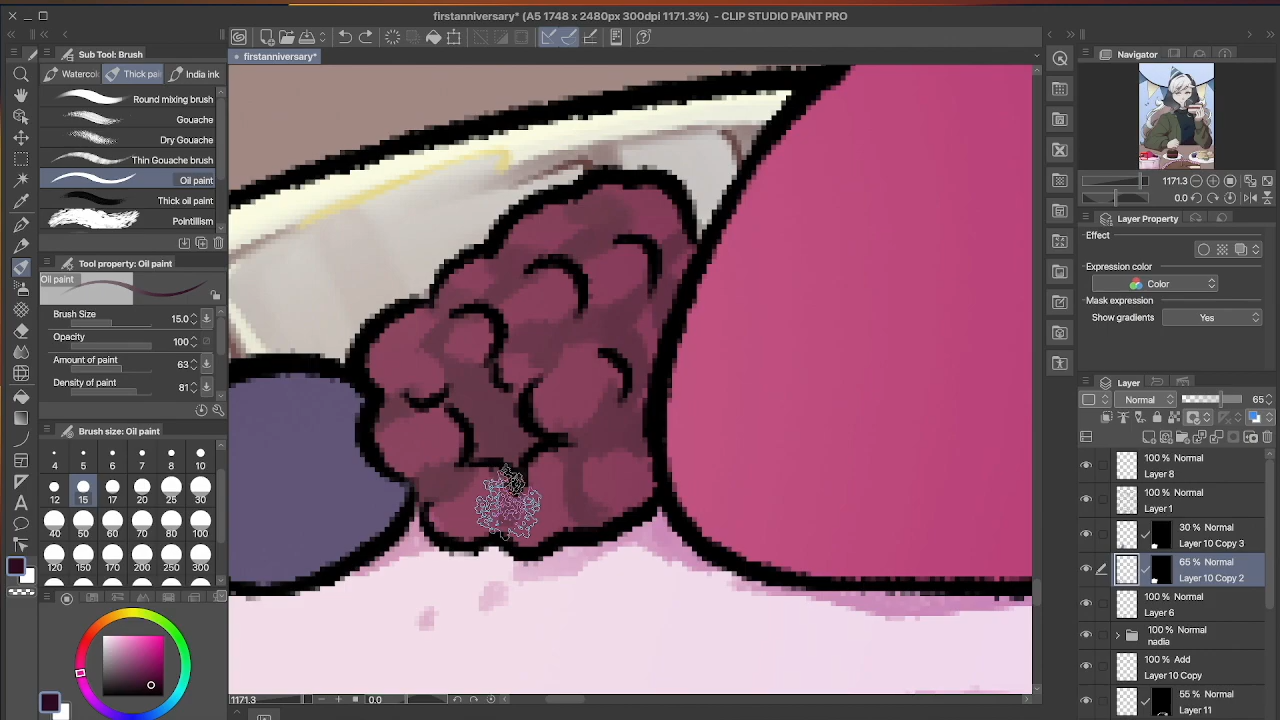 firstanniversary* (A5 1748 x 2480px 300dpi 1171.3%) - CLIP STUDIO PAINT PRO
Sub Tool: Brush
firstanniversary*
Navigator
Watercol
Thick pai
India ink
Round mixing brush
Gouache
Dry Gouache
Thin Gouache brush
Oil paint
Thick oil paint
Pointillism
1171.3
0.0
Layer Property
Effect
Expression color
Color
Mask expression
Show gradients
Yes
Tool property: Oil paint
Oil paint
Brush Size 15.0
Opacity 100
Amount of paint 63
Density of paint 81
Brush size: Oil paint
4 5 6 7 8 10
12 15 17 20 25 30
40 50 60 70 80 100
120 150 170 200 250 300
Layer
Normal 65
100 % Normal
Layer 8
100 % Normal
Layer 1
30 % Normal
Layer 10 Copy 3
65 % Normal
Layer 10 Copy 2
100 % Normal
Layer 6
100 % Normal
nadia
100 % Add
Layer 10 Copy
55 % Normal
Layer 11
1171.3
0.0